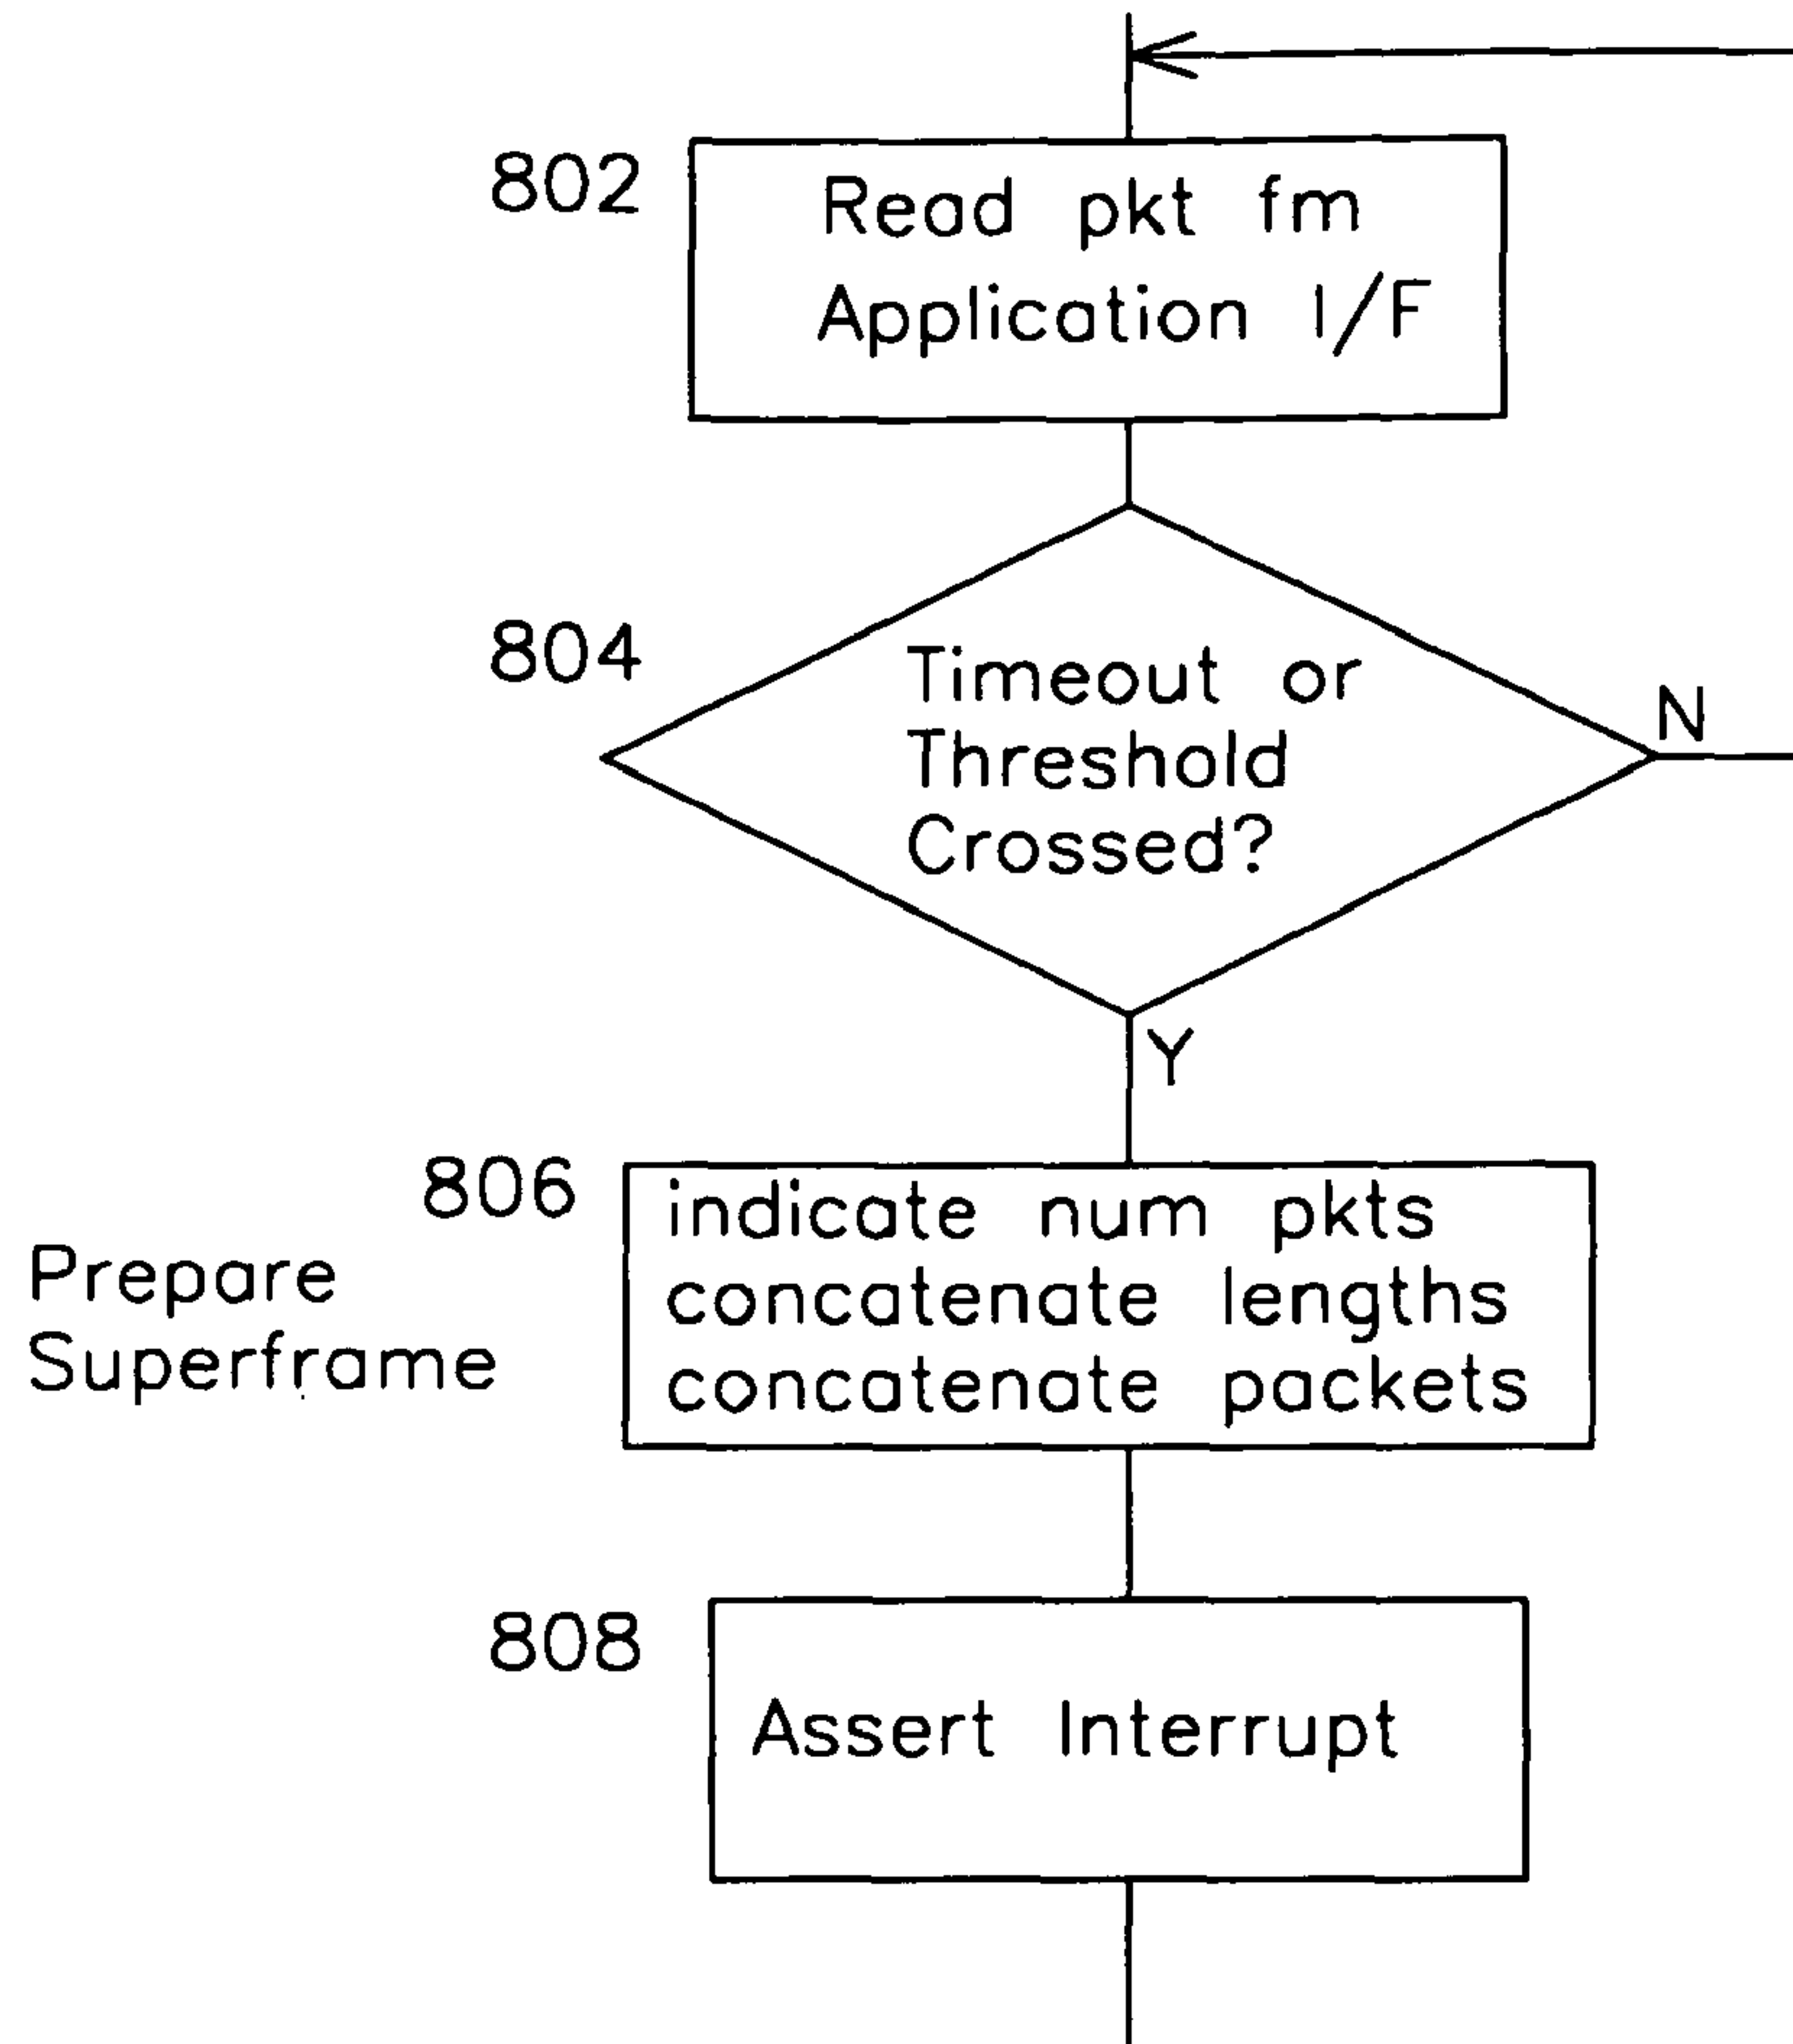 802
Read pkt fm
Application I/F
804
Timeout or
Threshold
Crossed?
N
Y
806
Prepare
Superframe
indicate num pkts
concatenate lengths
concatenate packets
808
Assert Interrupt